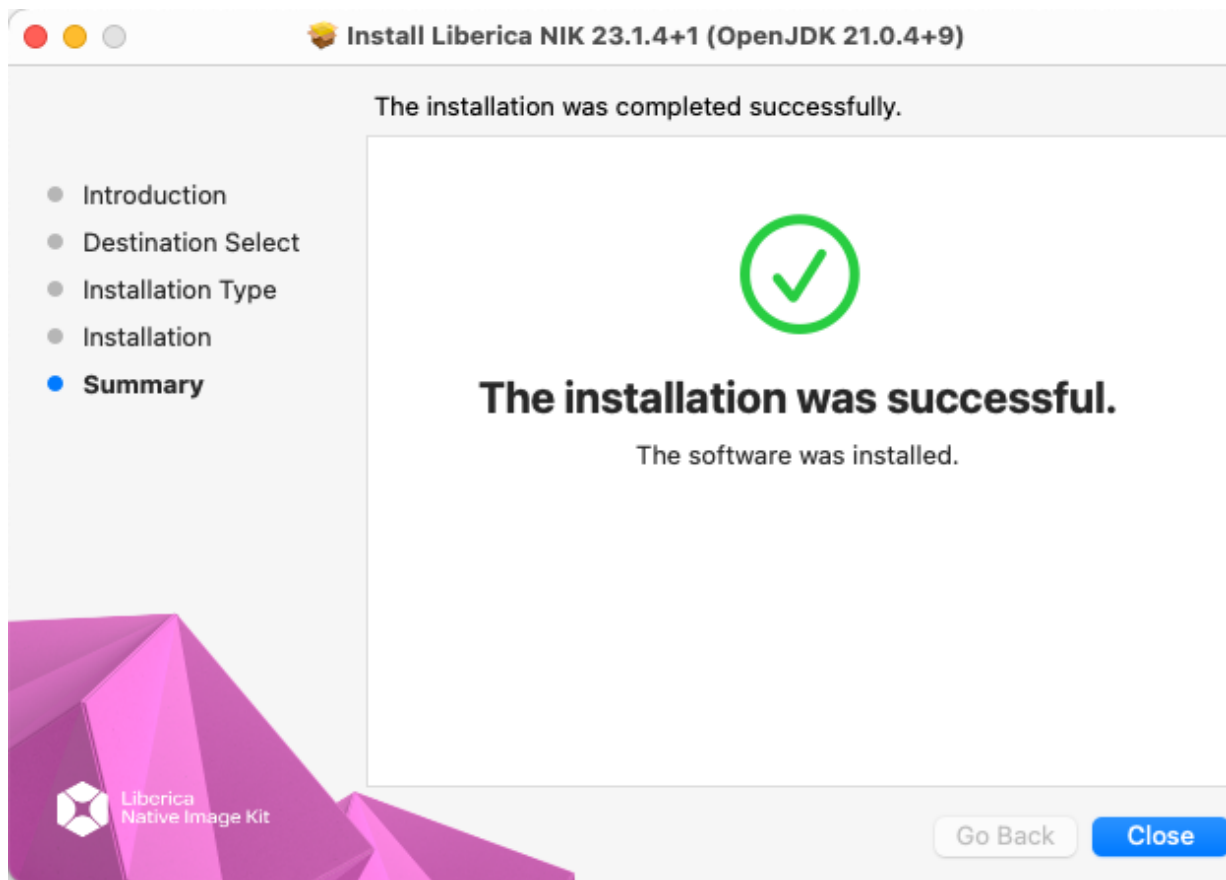 Install Liberica NIK 23.1.4+1 (OpenJDK 21.0.4+9)
The installation was completed successfully.
Introduction
Destination Select
Installation Type
Installation
Summary
The installation was successful.
The software was installed.
Liberica
Native Image Kit
Go Back
Close